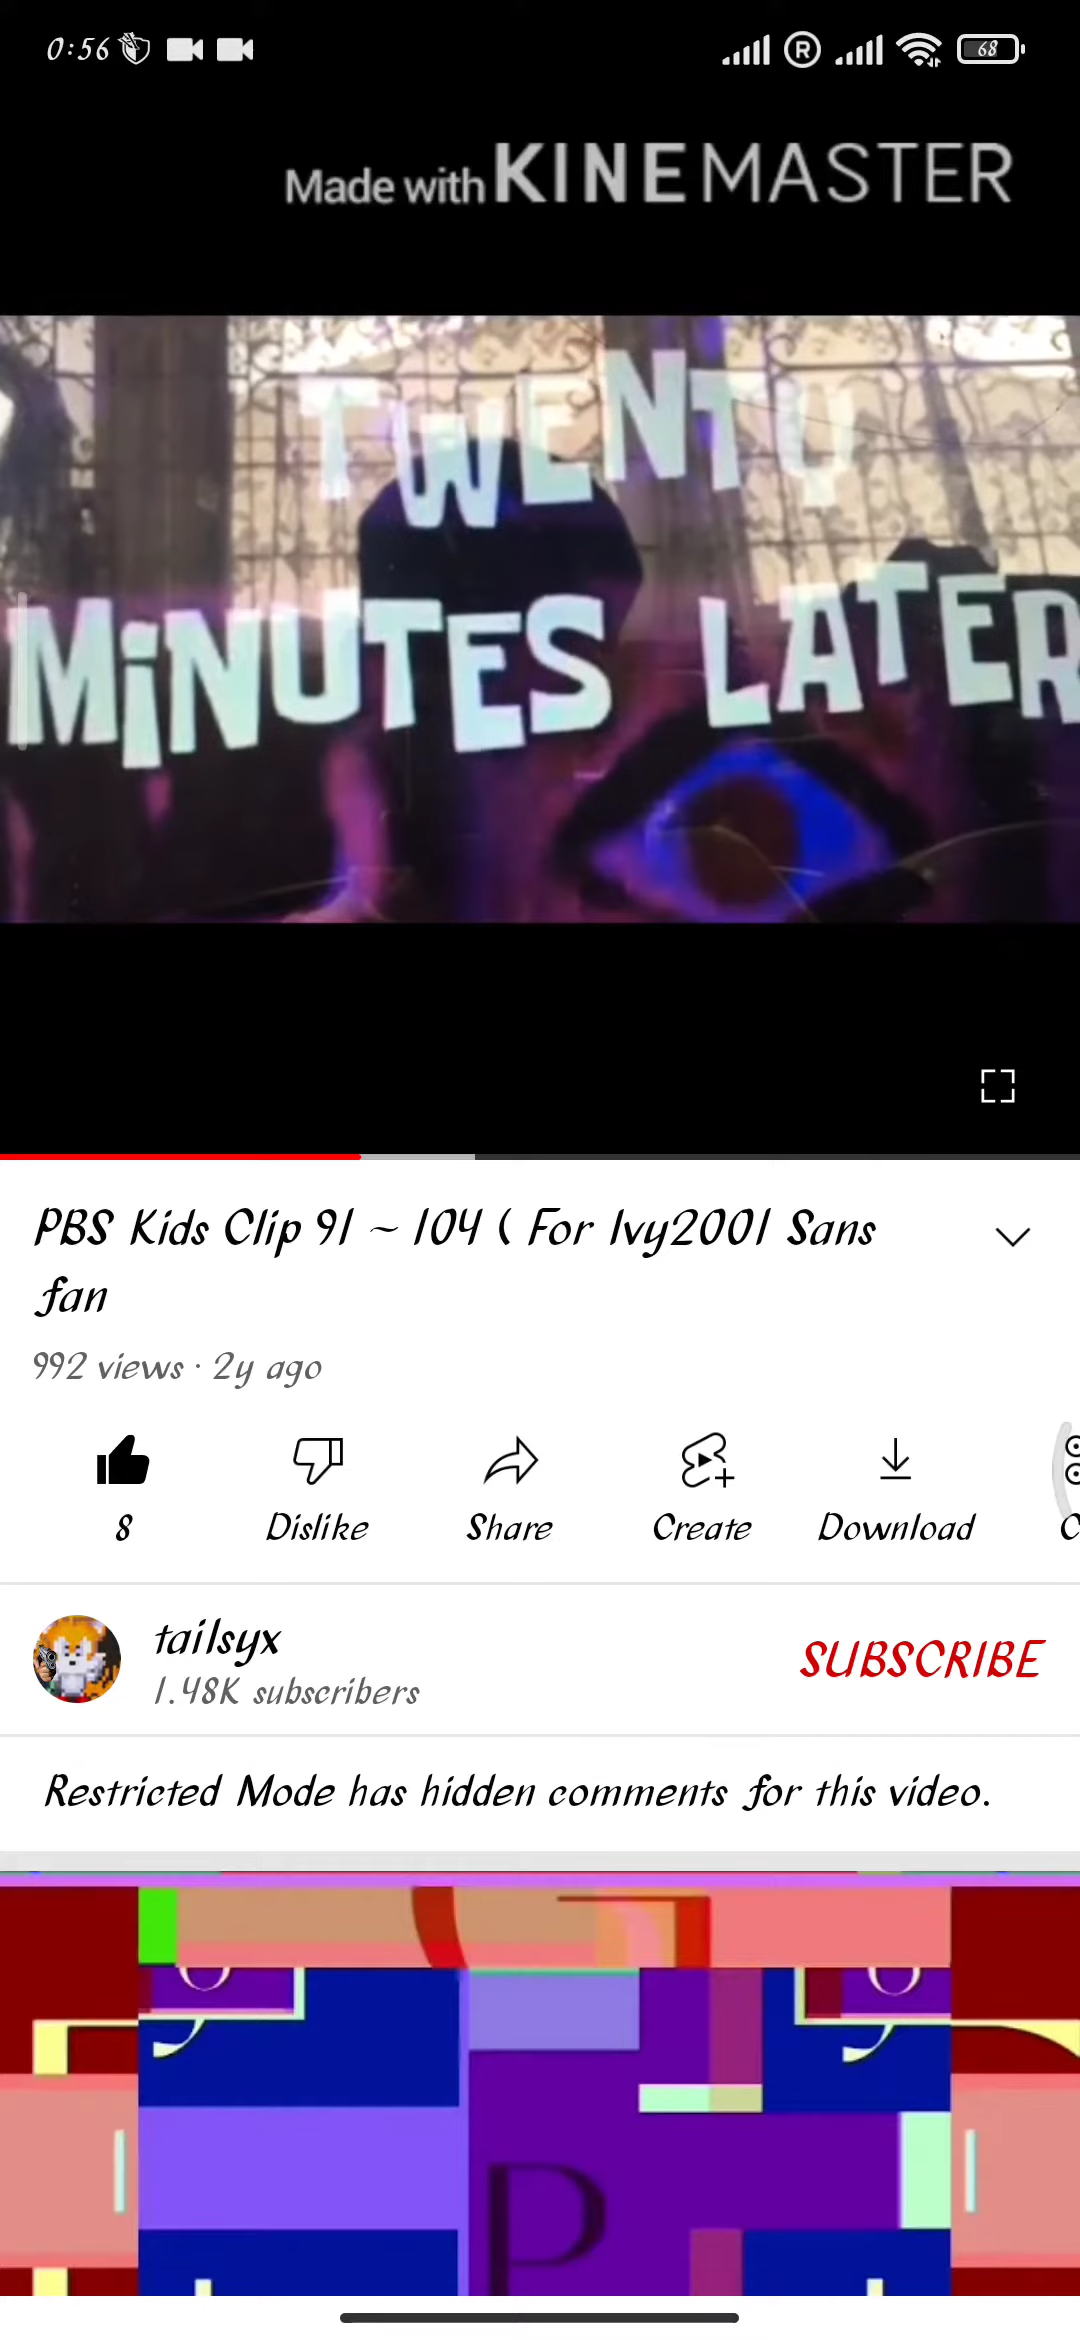 0:56
R
68
Made with KINEMASTER
TWENTY
MINUTES LATER
PBS Kids Clip 91 ~ 104 ( For Ivy2001 Sans
fan
992 views · 2y ago
8
Dislike
Share
Create
Download
C
tailsyx
1.48K subscribers
SUBSCRIBE
Restricted Mode has hidden comments for this video.
P